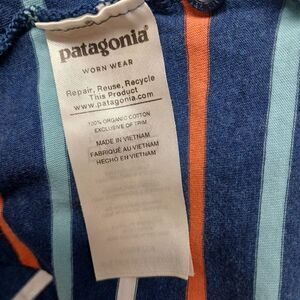 patagonia®
WORN WEAR
Repair, Reuse, Recycle
This Product
www.patagonia.com
100% ORGANIC COTTON
EXCLUSIVE OF TRIM
MADE IN VIETNAM
FABRIQUÉ AU VIETNAM
HECHO EN VIETNAM